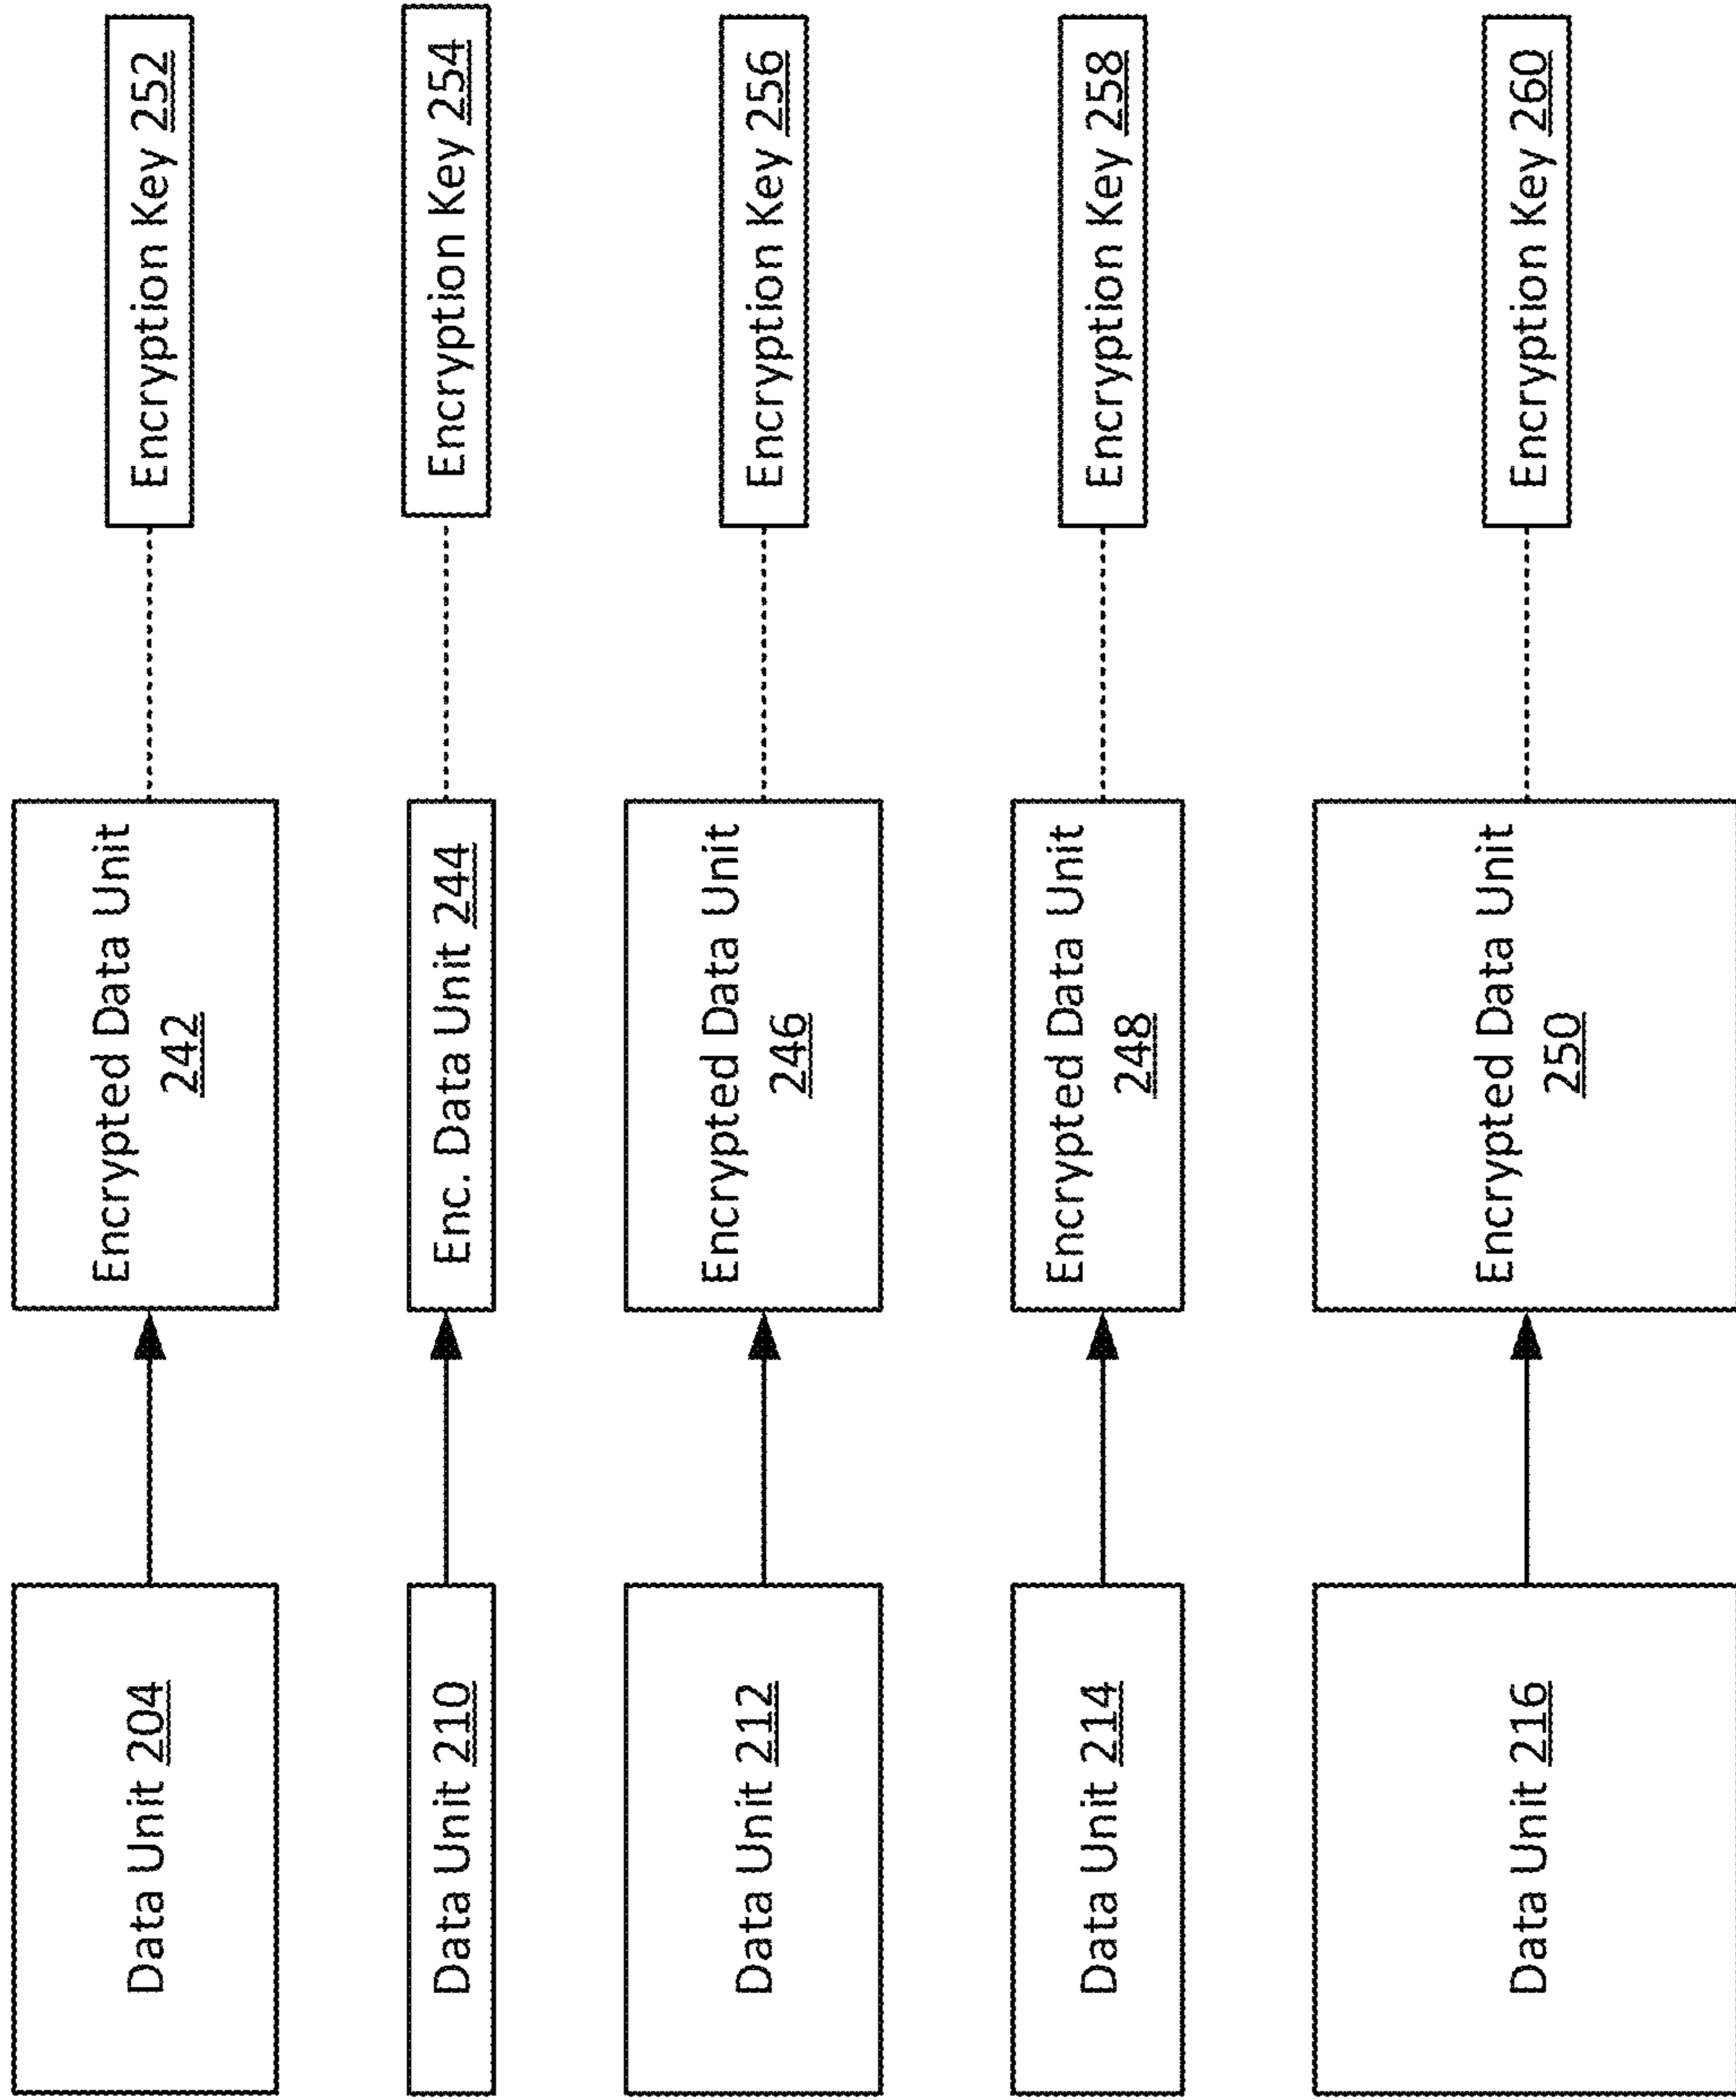 Data Unit 204
Encrypted Data Unit
242
Encryption Key 252
Data Unit 210
Enc. Data Unit 244
Encryption Key 254
Data Unit 212
Encrypted Data Unit
246
Encryption Key 256
Data Unit 214
Encrypted Data Unit
248
Encryption Key 258
Data Unit 216
Encrypted Data Unit
250
Encryption Key 260